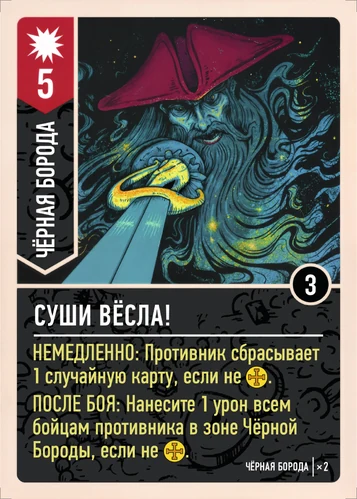 5
ЧЁРНАЯ БОРОДА
3
СУШИ ВЁСЛА!
НЕМЕДЛЕННО: Противник сбрасывает
1 случайную карту, если не .
ПОСЛЕ БОЯ: Нанесите 1 урон всем
бойцам противника в зоне Чёрной
Бороды, если не .
ЧЁРНАЯ БОРОДА | ×2